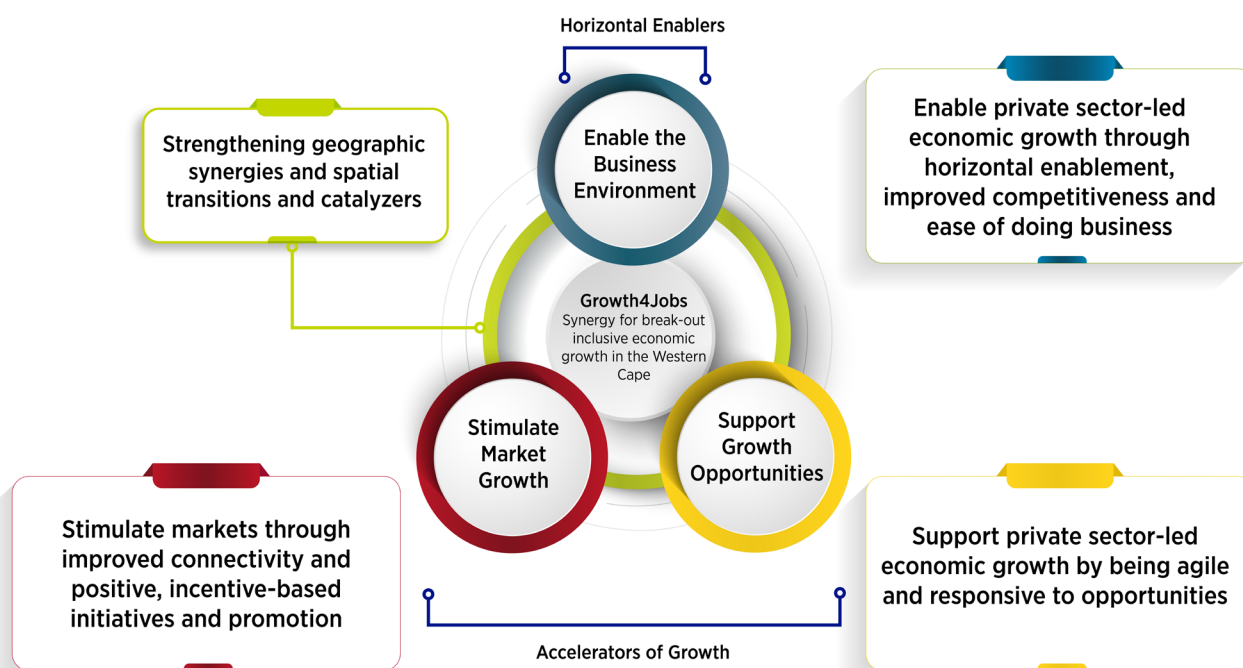 Horizontal Enablers
Strengthening geographic
synergies and spatial
transitions and catalyzers
Enable the
Business
Environment
Enable private sector-led
economic growth through
horizontal enablement,
improved competitiveness and
ease of doing business
Growth4Jobs
Synergy for break-out
inclusive economic
growth in the Western
Cape
Stimulate
Market
Growth
Support
Growth
Opportunities
Stimulate markets through
improved connectivity and
positive, incentive-based
initiatives and promotion
Support private sector-led
economic growth by being agile
and responsive to opportunities
Accelerators of Growth